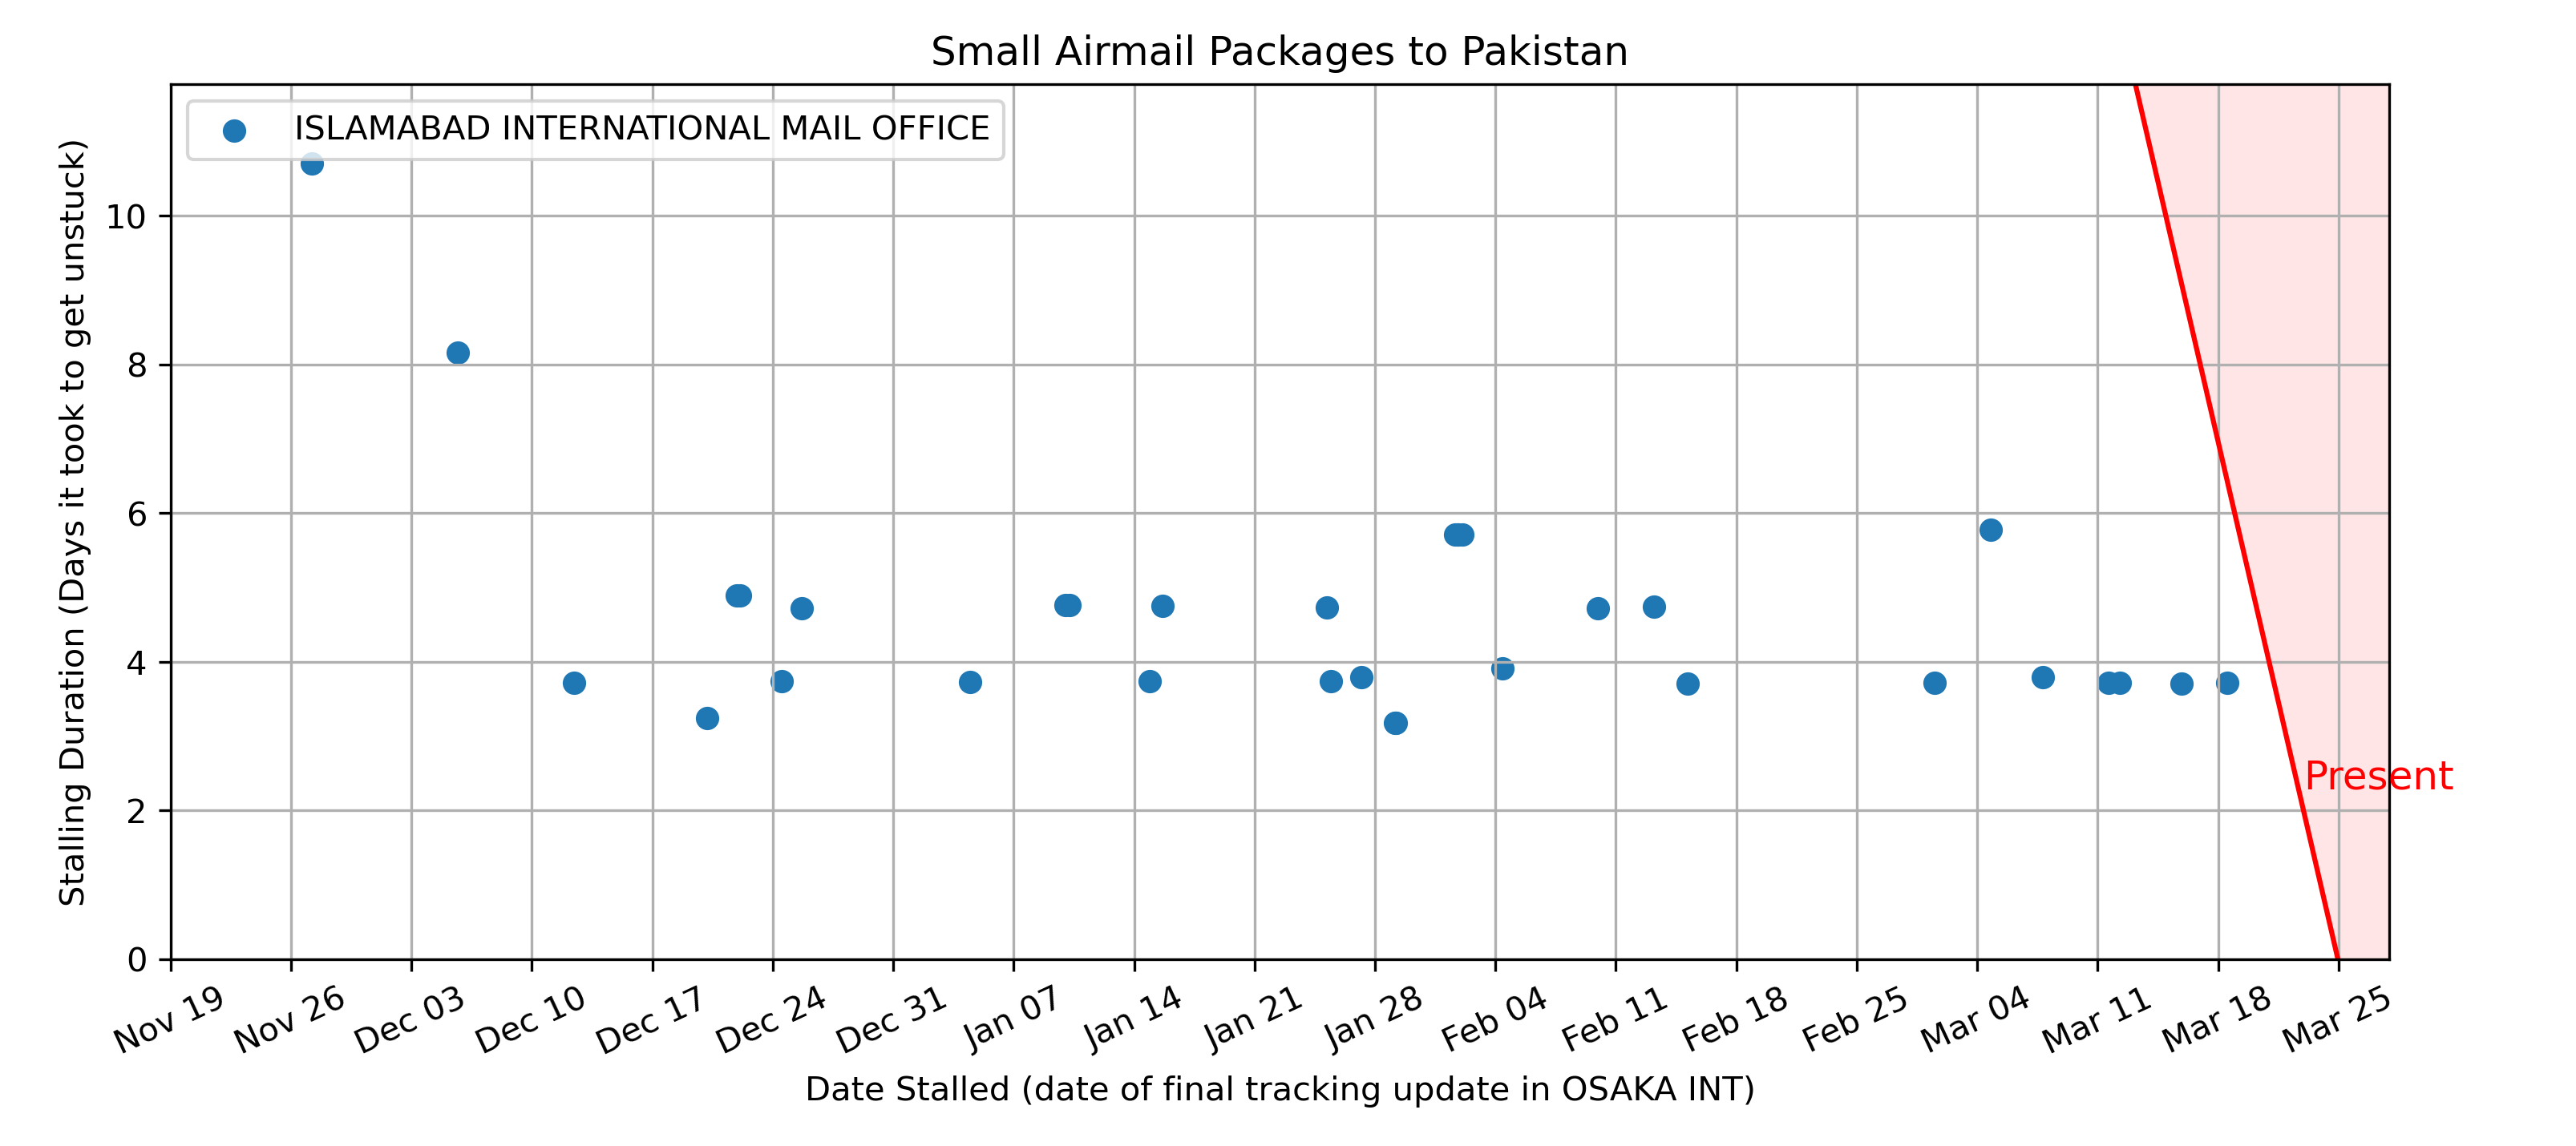 Small Airmail Packages to Pakistan
ISLAMABAD INTERNATIONAL MAIL OFFICE
Stalling Duration (Days it took to get unstuck)
10
8
6
4
2
0
Present
Nov 19
Nov 26
Dec 03
Dec 10
Dec 17
Dec 24
Dec 31
Jan 07
Jan 14
Jan 21
Jan 28
Feb 04
Feb 11
Feb 18
Feb 25
Mar 04
Mar 11
Mar 18
Mar 25
Date Stalled (date of final tracking update in OSAKA INT)